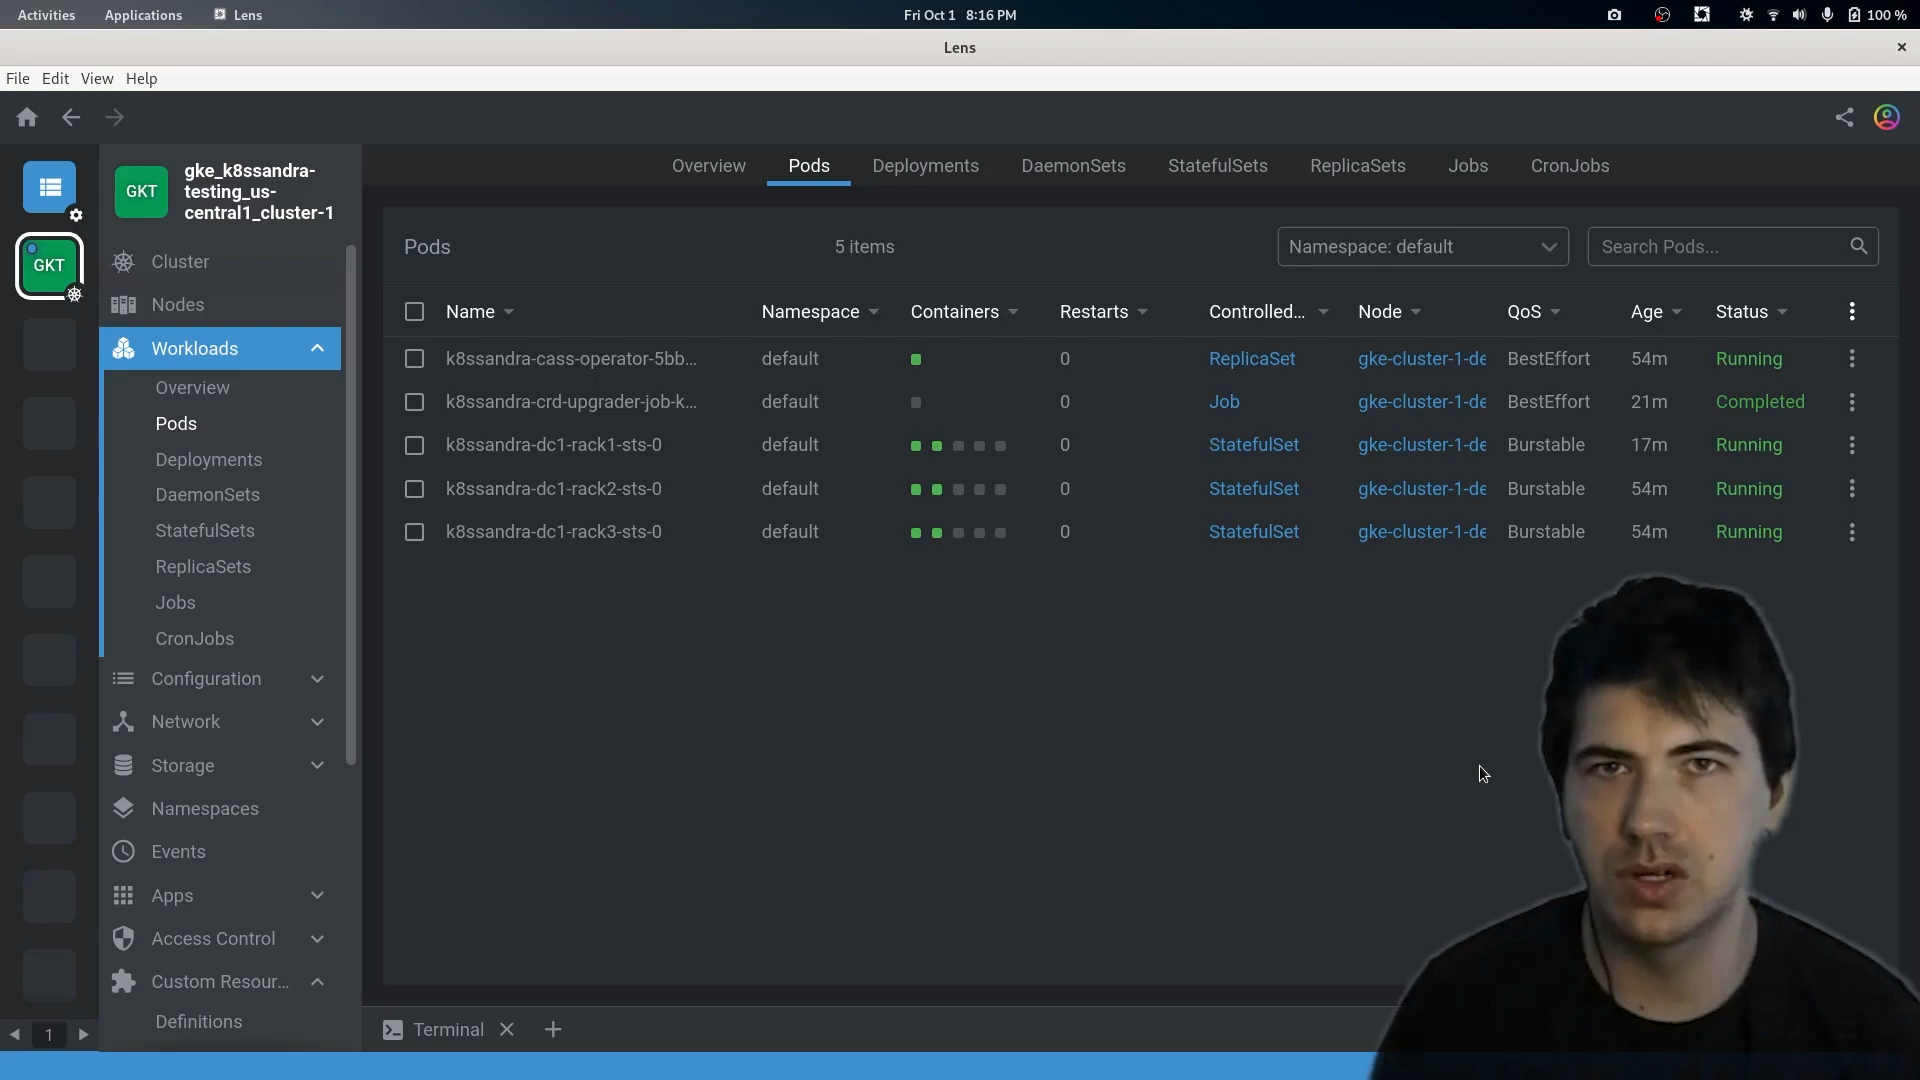 Activities Applications Lens Fri Oct 1 8:16 PM 100 %
Lens
File Edit View Help
GKT
gke_k8ssandra-
testing_us-
central1_cluster-1
GKT
Cluster
Nodes
Workloads
Overview
Pods
Deployments
DaemonSets
StatefulSets
ReplicaSets
Jobs
CronJobs
Configuration
Network
Storage
Namespaces
Events
Apps
Access Control
Custom Resour...
Definitions
1
Overview Pods Deployments DaemonSets StatefulSets ReplicaSets Jobs CronJobs
Pods 5 items Namespace: default Search Pods...
Name Namespace Containers Restarts Controlled... Node QoS Age Status
k8ssandra-cass-operator-5bb... default 0 ReplicaSet gke-cluster-1-de BestEffort 54m Running
k8ssandra-crd-upgrader-job-k... default 0 Job gke-cluster-1-de BestEffort 21m Completed
k8ssandra-dc1-rack1-sts-0 default 0 StatefulSet gke-cluster-1-de Burstable 17m Running
k8ssandra-dc1-rack2-sts-0 default 0 StatefulSet gke-cluster-1-de Burstable 54m Running
k8ssandra-dc1-rack3-sts-0 default 0 StatefulSet gke-cluster-1-de Burstable 54m Running
Terminal